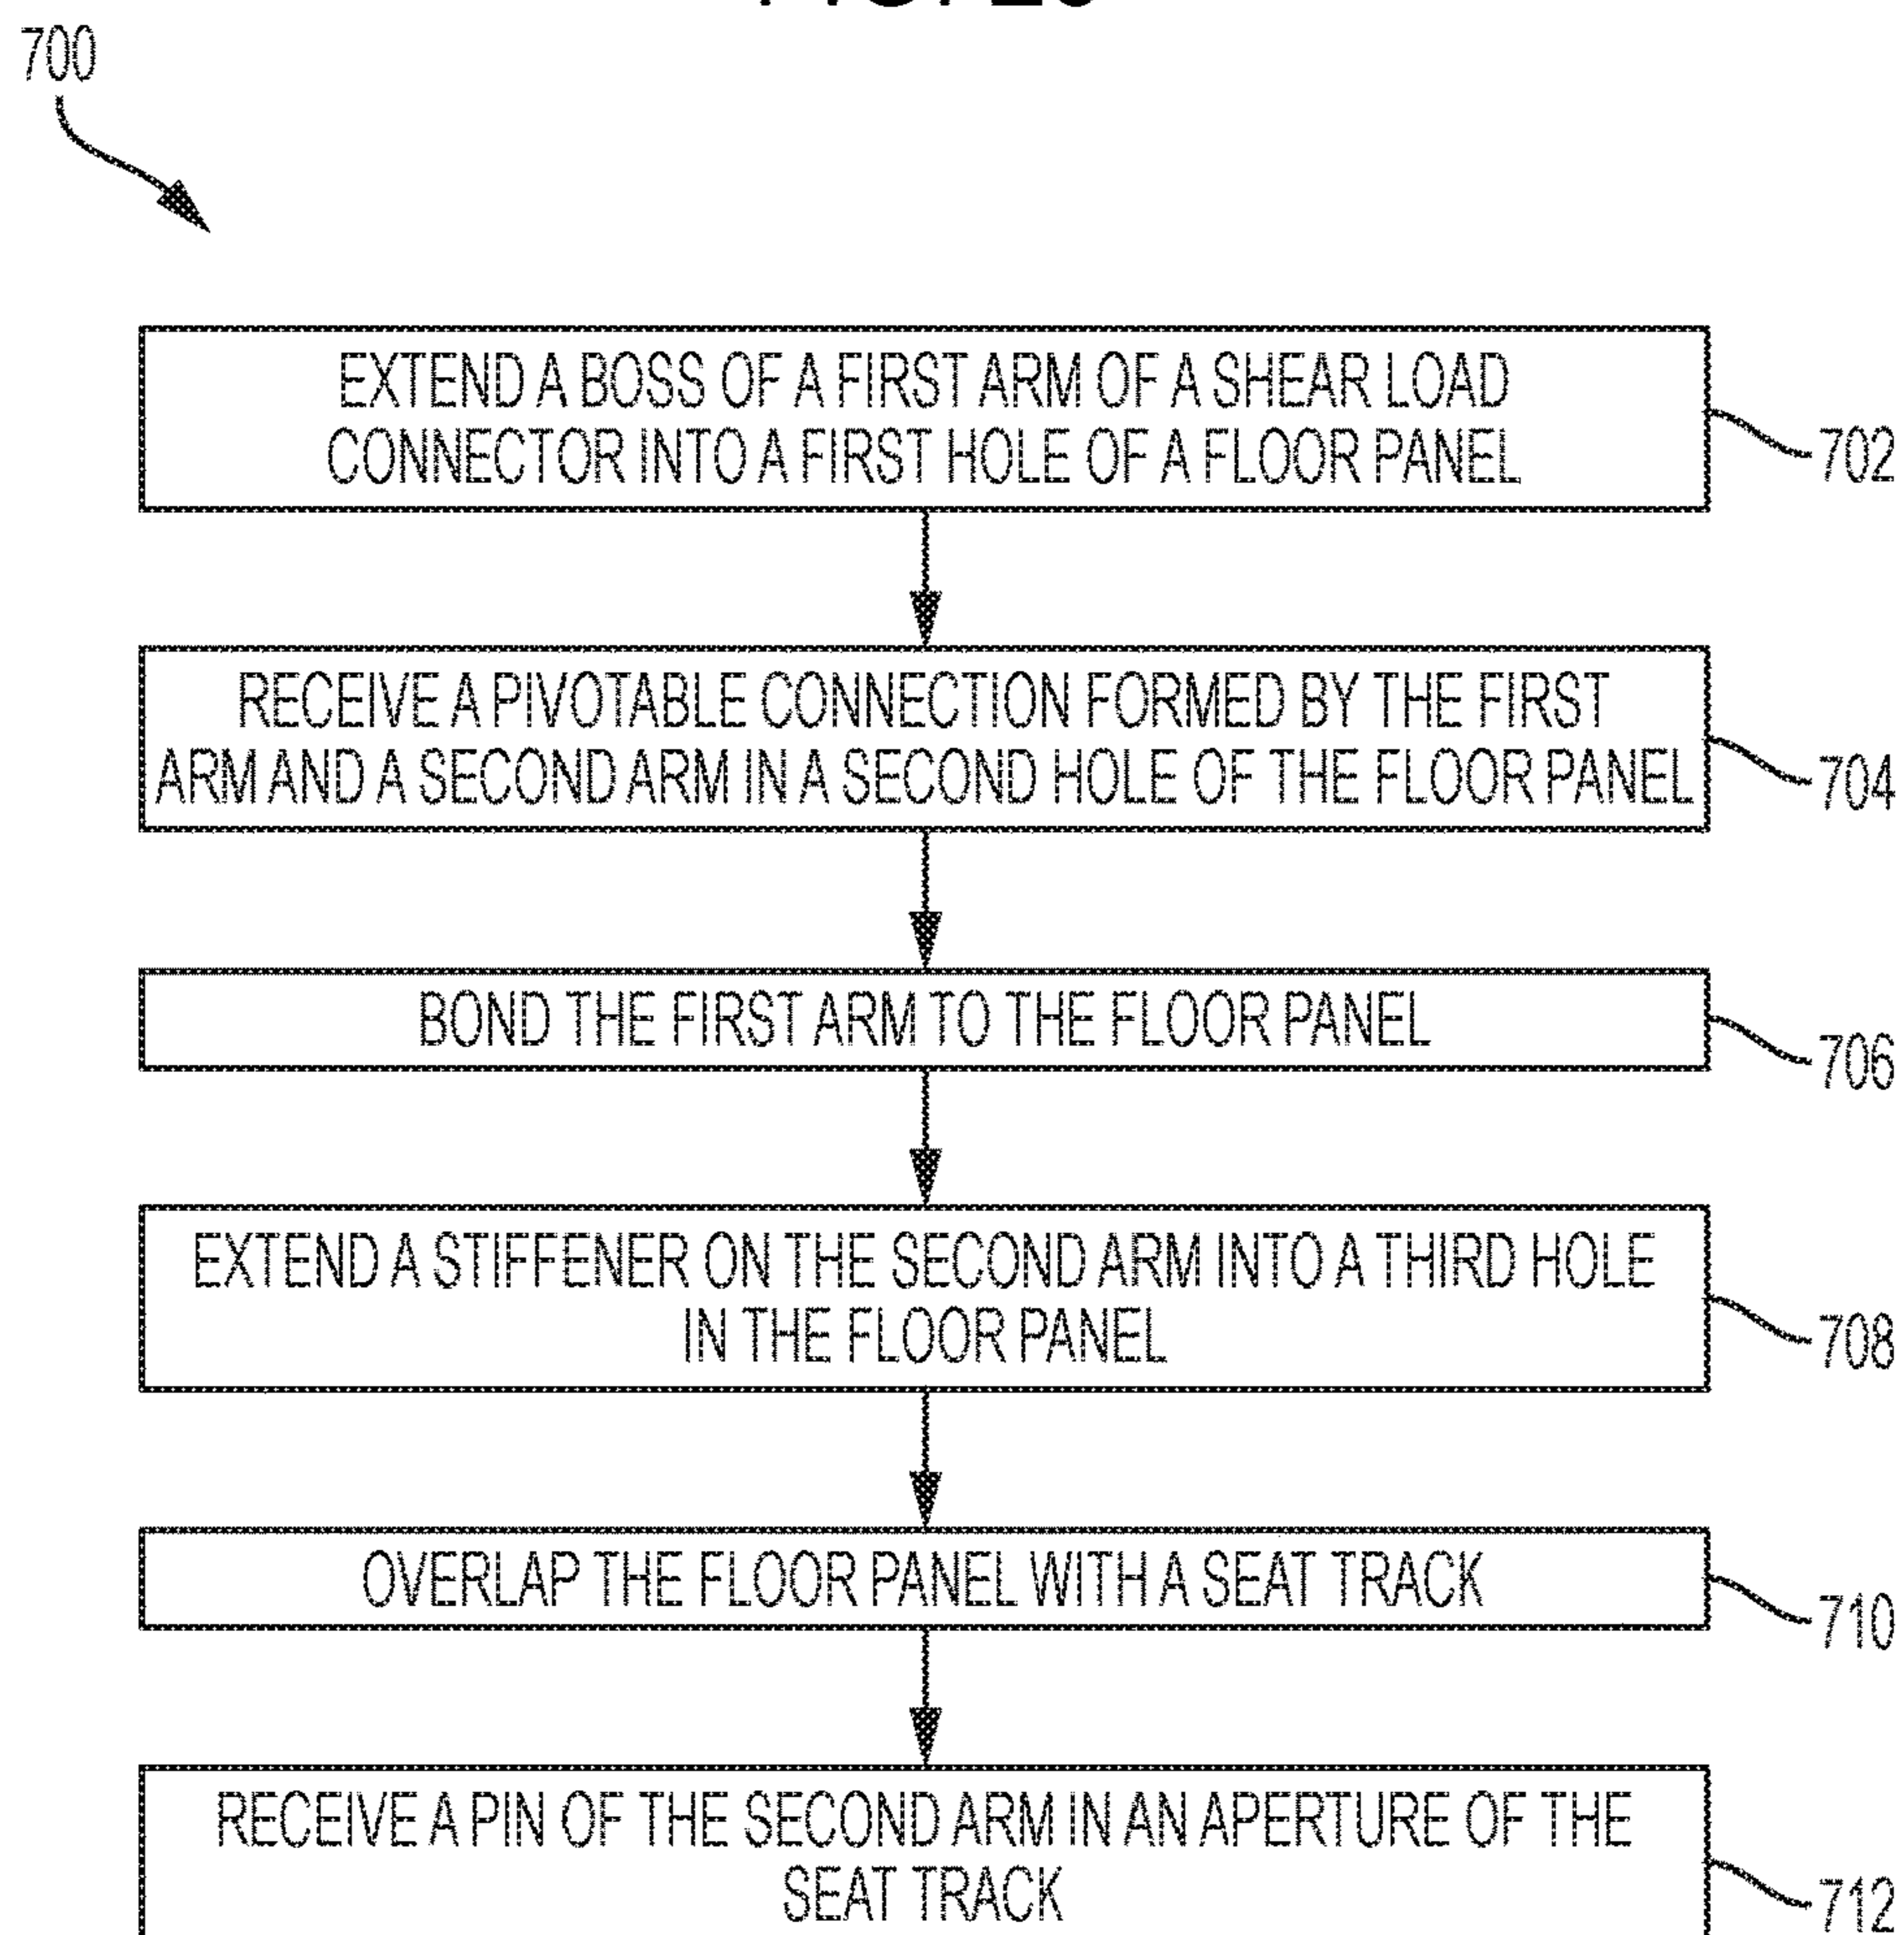 700
EXTEND A BOSS OF A FIRST ARM OF A SHEAR LOAD
CONNECTOR INTO A FIRST HOLE OF A FLOOR PANEL
702
RECEIVE A PIVOTABLE CONNECTION FORMED BY THE FIRST
ARM AND A SECOND ARM IN A SECOND HOLE OF THE FLOOR PANEL
704
BOND THE FIRST ARM TO THE FLOOR PANEL
706
EXTEND A STIFFENER ON THE SECOND ARM INTO A THIRD HOLE
IN THE FLOOR PANEL
708
OVERLAP THE FLOOR PANEL WITH A SEAT TRACK
710
RECEIVE A PIN OF THE SECOND ARM IN AN APERTURE OF THE
SEAT TRACK
712